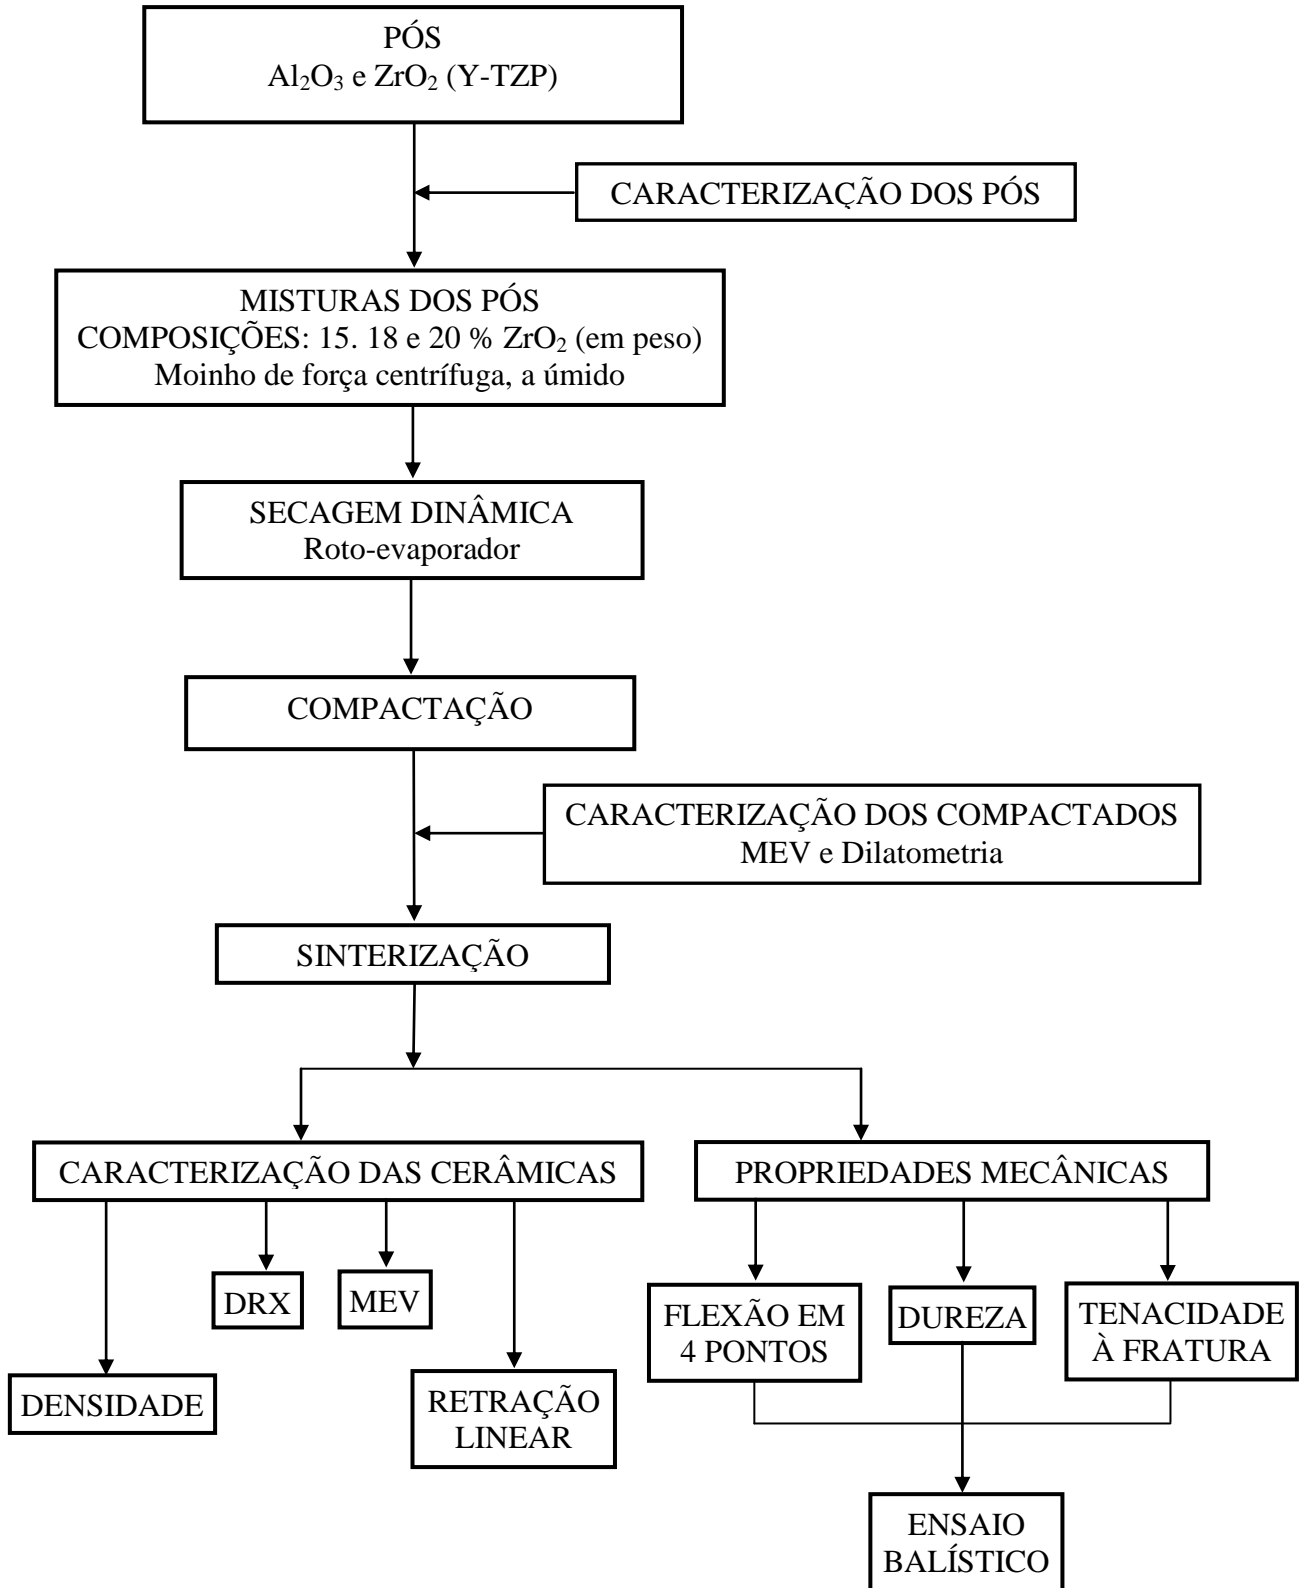 PÓS
Al₂O₃ e ZrO₂ (Y-TZP)
CARACTERIZAÇÃO DOS PÓS
MISTURAS DOS PÓS
COMPOSIÇÕES: 15. 18 e 20 % ZrO₂ (em peso)
Moinho de força centrífuga, a úmido
SECAGEM DINÂMICA
Roto-evaporador
COMPACTAÇÃO
CARACTERIZAÇÃO DOS COMPACTADOS
MEV e Dilatometria
SINTERIZAÇÃO
CARACTERIZAÇÃO DAS CERÂMICAS
PROPRIEDADES MECÂNICAS
DENSIDADE
DRX
MEV
RETRAÇÃO
LINEAR
FLEXÃO EM
4 PONTOS
DUREZA
TENACIDADE
À FRATURA
ENSAIO
BALÍSTICO